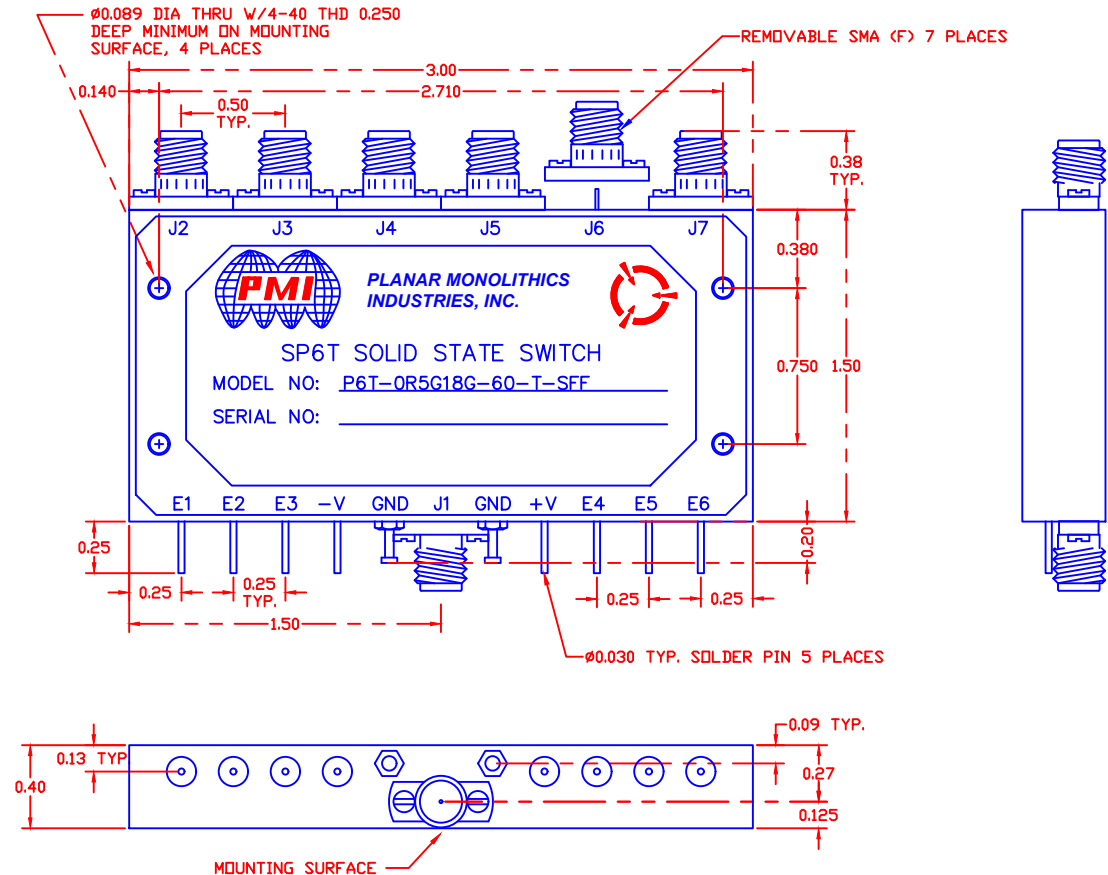 Ø0.089 DIA THRU W/4-40 THD 0.250
DEEP MINIMUM ON MOUNTING
SURFACE, 4 PLACES
REMOVABLE SMA (F) 7 PLACES
3.00
0.140
2.710
0.50
TYP.
0.38
TYP.
J2 J3 J4 J5 J6 J7
0.380
PMI
PLANAR MONOLITHICS
INDUSTRIES, INC.
SP6T SOLID STATE SWITCH
0.750 1.50
MODEL NO: P6T-0R5G18G-60-T-SFF
SERIAL NO:
E1 E2 E3 -V GND J1 GND +V E4 E5 E6
0.25
0.20
0.25
0.25
TYP.
0.25
0.25
1.50
Ø0.030 TYP. SOLDER PIN 5 PLACES
0.09 TYP.
0.13 TYP
0.40
0.27
0.125
MOUNTING SURFACE